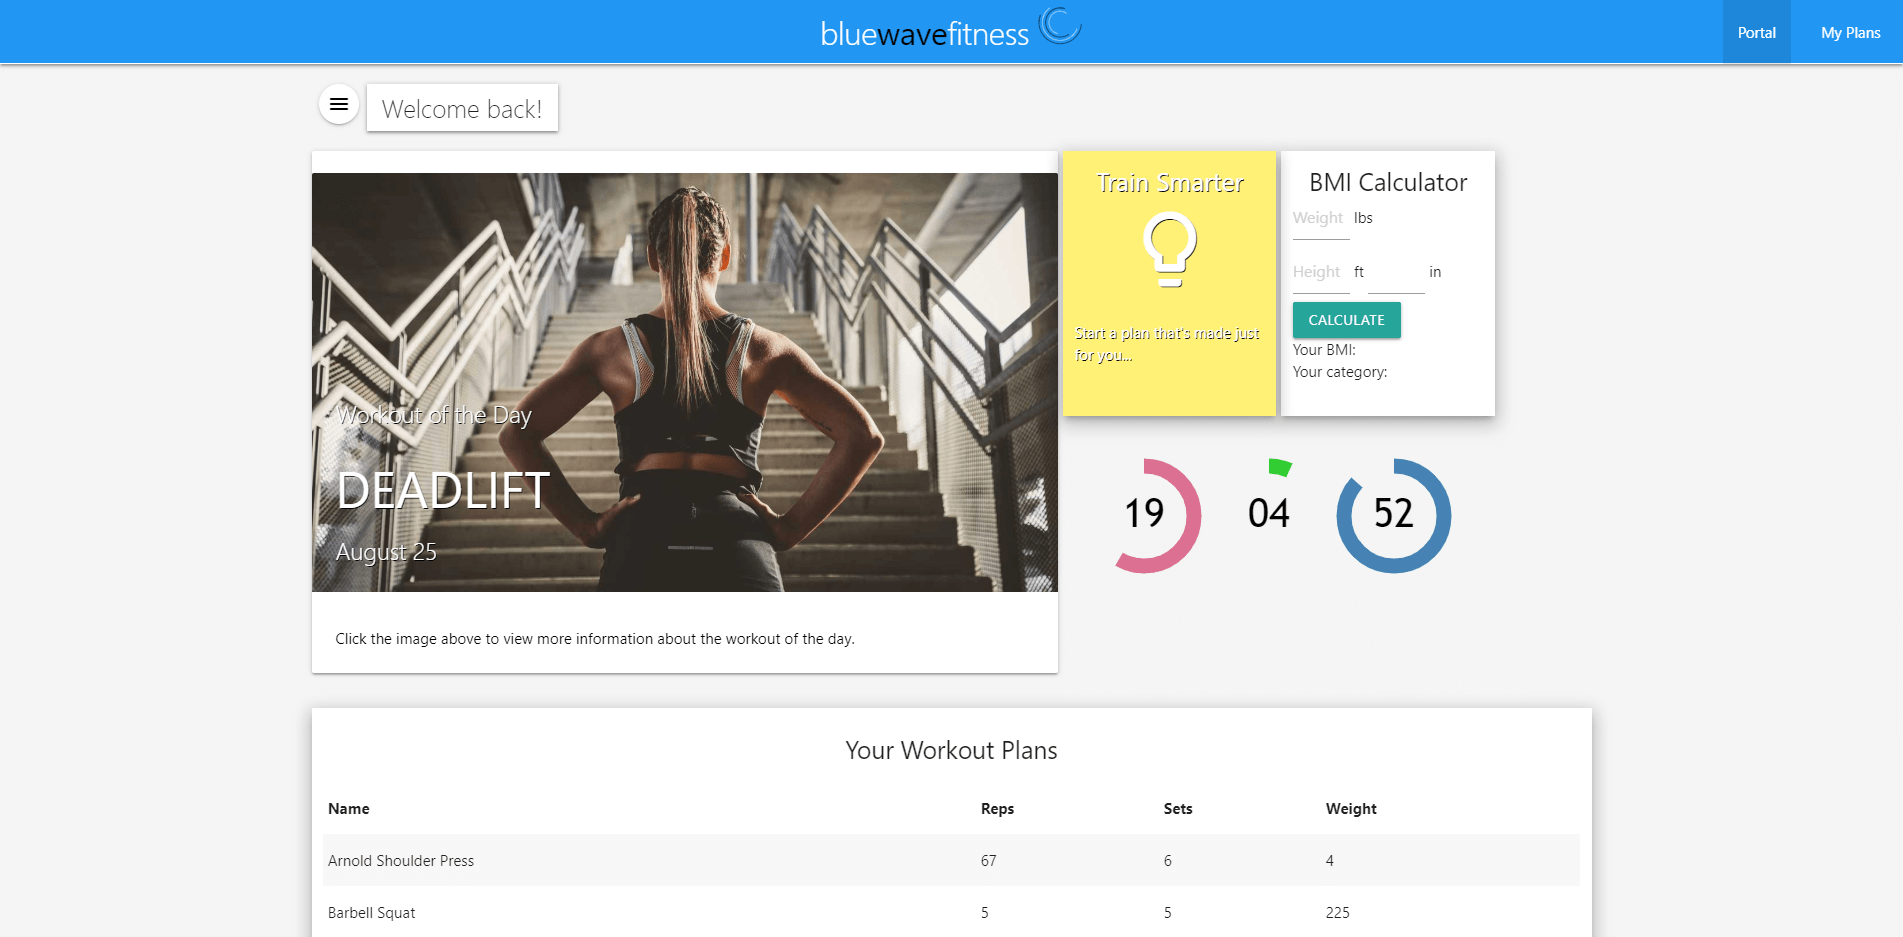 bluewavefitness
Portal
My Plans
Welcome back!
Workout of the Day
DEADLIFT
August 25
Click the image above to view more information about the workout of the day.
Train Smarter
Start a plan that's made just
for you...
BMI Calculator
Weight lbs
Height ft in
CALCULATE
Your BMI:
Your category:
19 04 52
Your Workout Plans
Name Reps Sets Weight
Arnold Shoulder Press 67 6 4
Barbell Squat 5 5 225